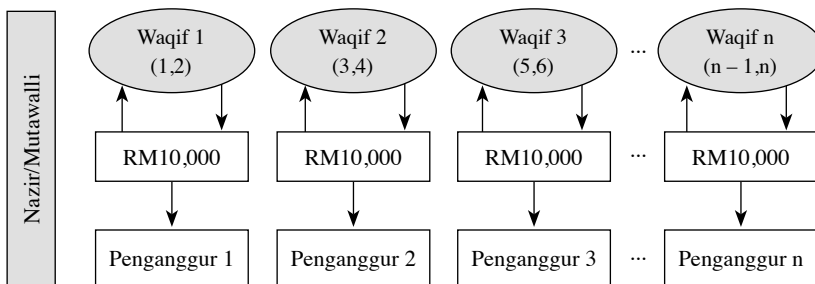 Nazir/Mutawalli
Waqif 1
(1,2)
Waqif 2
(3,4)
Waqif 3
(5,6)
...
Waqif n
(n – 1,n)
RM10,000
RM10,000
RM10,000
...
RM10,000
Penganggur 1
Penganggur 2
Penganggur 3
...
Penganggur n